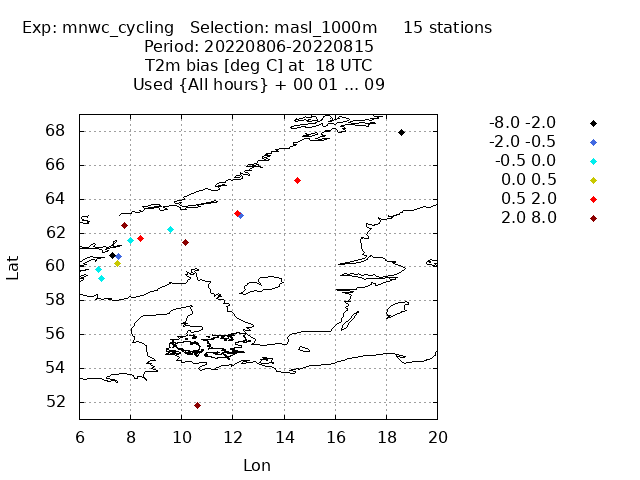 Exp: mnwc_cycling   Selection: masl_1000m     15 stations
Period: 20220806-20220815
T2m bias [deg C] at  18 UTC
Used {All hours} + 00 01 ... 09
-8.0 -2.0
-2.0 -0.5
-0.5 0.0
0.0 0.5
0.5 2.0
2.0 8.0
68
66
64
62
60
58
56
54
52
Lat
6 8 10 12 14 16 18 20
Lon